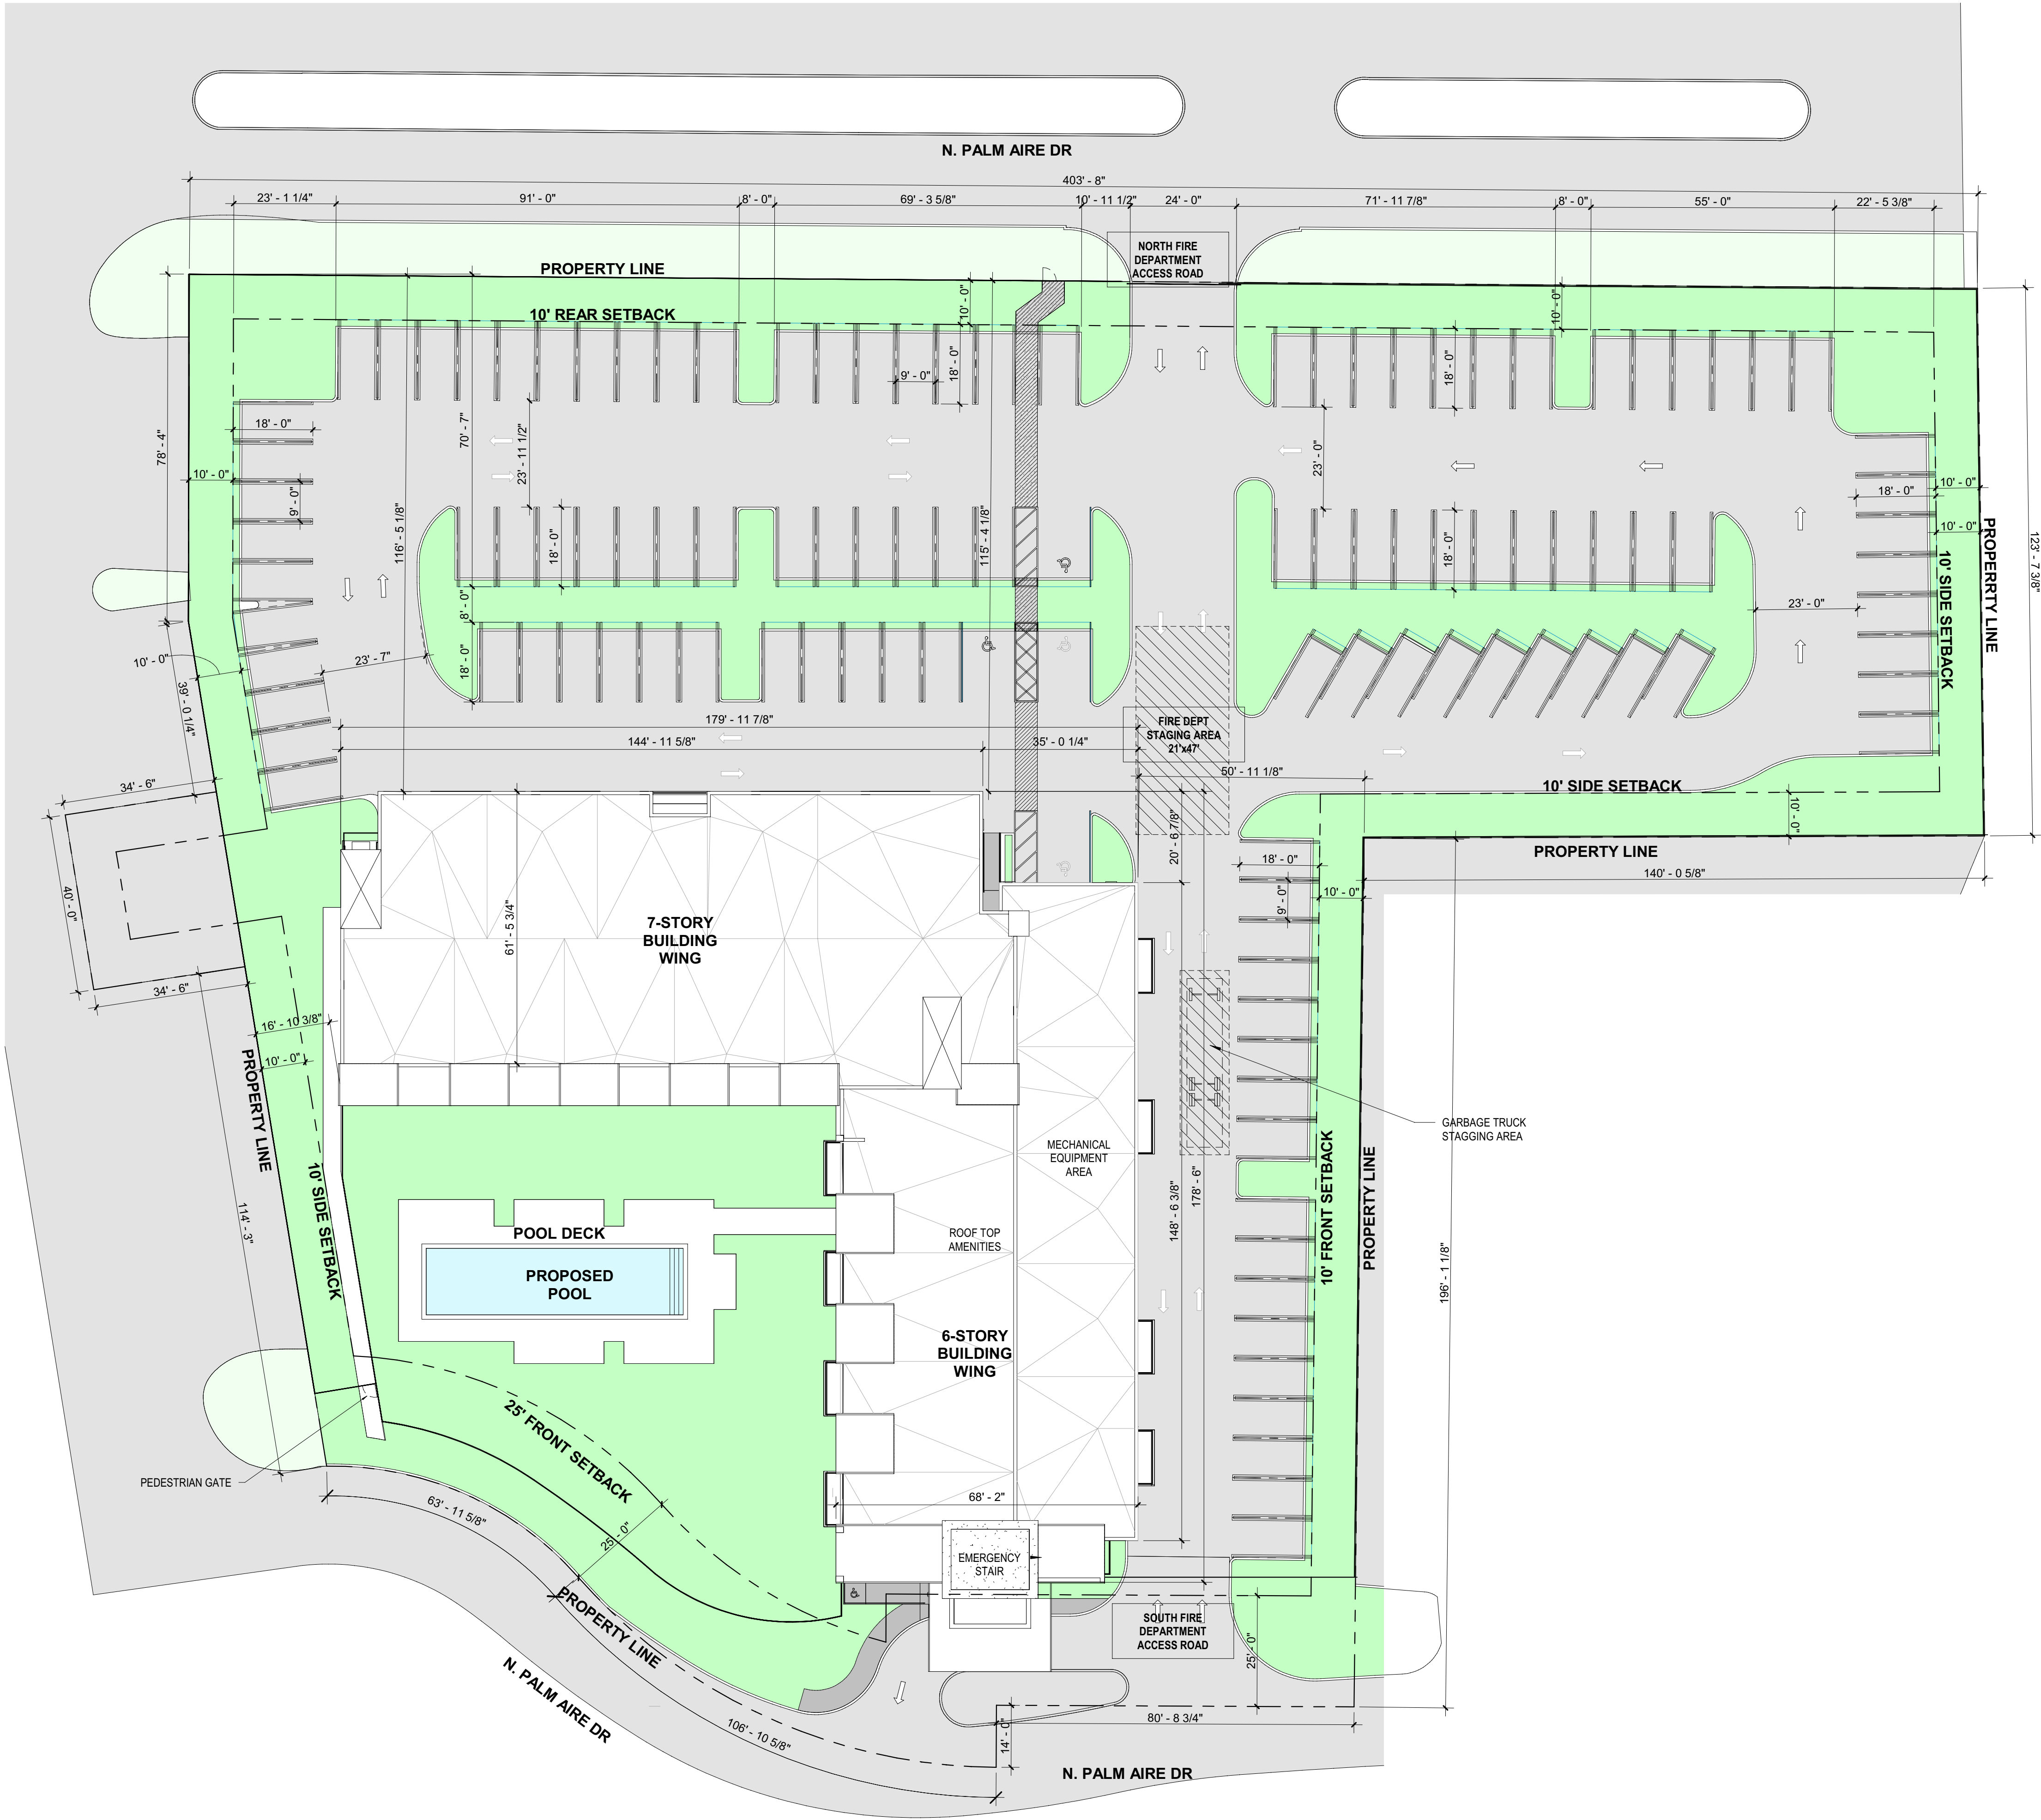 N. PALM AIRE DR
403' - 8"
23' - 1 1/4"
91' - 0"
8' - 0"
69' - 3 5/8"
10' - 11 1/2"
24' - 0"
71' - 11 7/8"
8' - 0"
55' - 0"
22' - 5 3/8"
NORTH FIRE
DEPARTMENT
ACCESS ROAD
PROPERTY LINE
10' REAR SETBACK
10' - 0"
10' - 0"
78' - 4"
70' - 7"
18' - 0"
9' - 0"
18' - 0"
18' - 0"
23' - 11 1/2"
23' - 0"
10' - 0"
9' - 0"
116' - 5 1/8"
18' - 0"
115' - 4 1/8"
18' - 0"
18' - 0"
10' - 0"
10' - 0"
PROPERTY LINE
123' - 7 3/8"
10' SIDE SETBACK
8' - 0"
23' - 0"
18' - 0"
10' - 0"
23' - 7"
39' - 0 1/4"
179' - 11 7/8"
144' - 11 5/8"
35' - 0 1/4"
FIRE DEPT
STAGING AREA
21'x47'
50' - 11 1/8"
34' - 6"
10' SIDE SETBACK
10' - 0"
PROPERTY LINE
140' - 0 5/8"
20' - 6 7/8"
18' - 0"
9' - 0"
10' - 0"
40' - 0"
34' - 6"
61' - 5 3/4"
7-STORY
BUILDING
WING
16' - 10 3/8"
10' - 0"
PROPERTY LINE
10' SIDE SETBACK
114' - 3"
MECHANICAL
EQUIPMENT
AREA
GARBAGE TRUCK
STAGGING AREA
148' - 6 3/8"
178' - 6"
10' FRONT SETBACK
PROPERTY LINE
196' - 1 1/8"
POOL DECK
PROPOSED
POOL
ROOF TOP
AMENITIES
6-STORY
BUILDING
WING
25' FRONT SETBACK
PEDESTRIAN GATE
63' - 11 5/8"
25' - 0"
68' - 2"
EMERGENCY
STAIR
PROPERTY LINE
SOUTH FIRE
DEPARTMENT
ACCESS ROAD
25' - 0"
N. PALM AIRE DR
106' - 10 5/8"
14' - 0"
80' - 8 3/4"
N. PALM AIRE DR